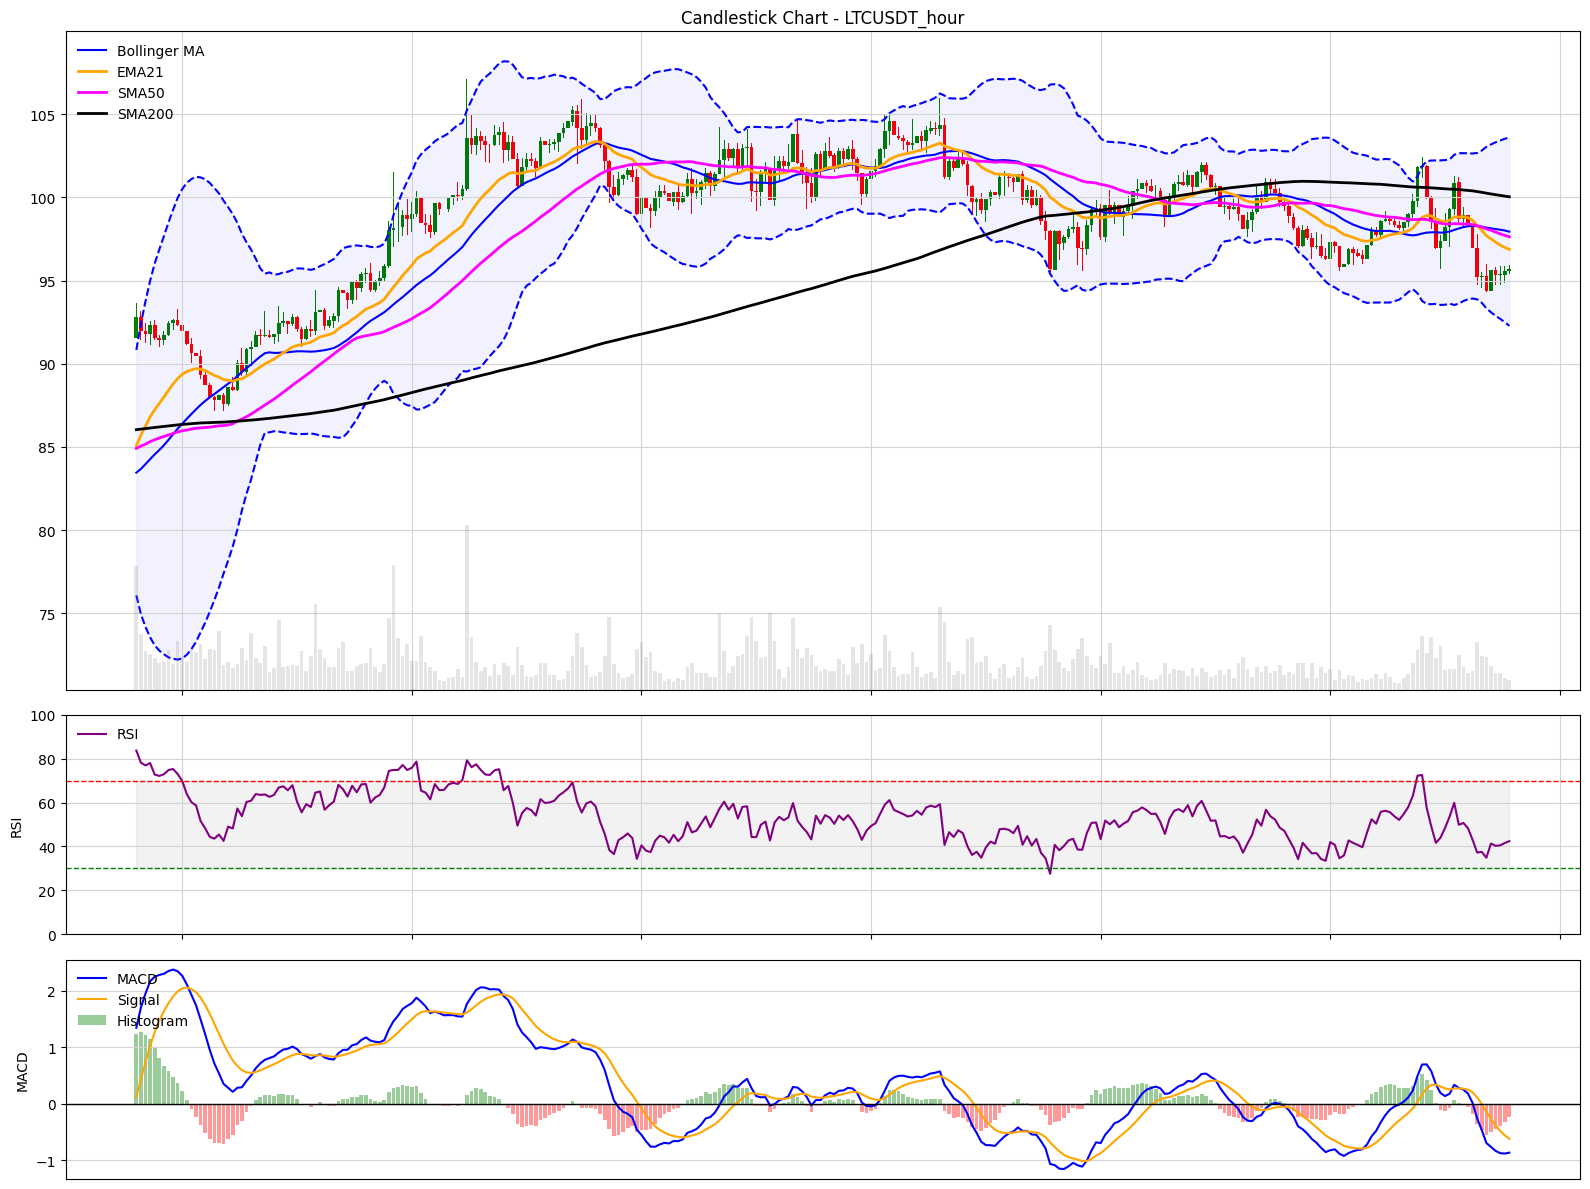 Candlestick Chart - LTCUSDT_hour
Bollinger MA
EMA21
SMA50
SMA200
105
100
95
90
85
80
75
RSI
100
80
60
40
20
0
RSI
MACD
Signal
Histogram
2
1
0
−1
MACD